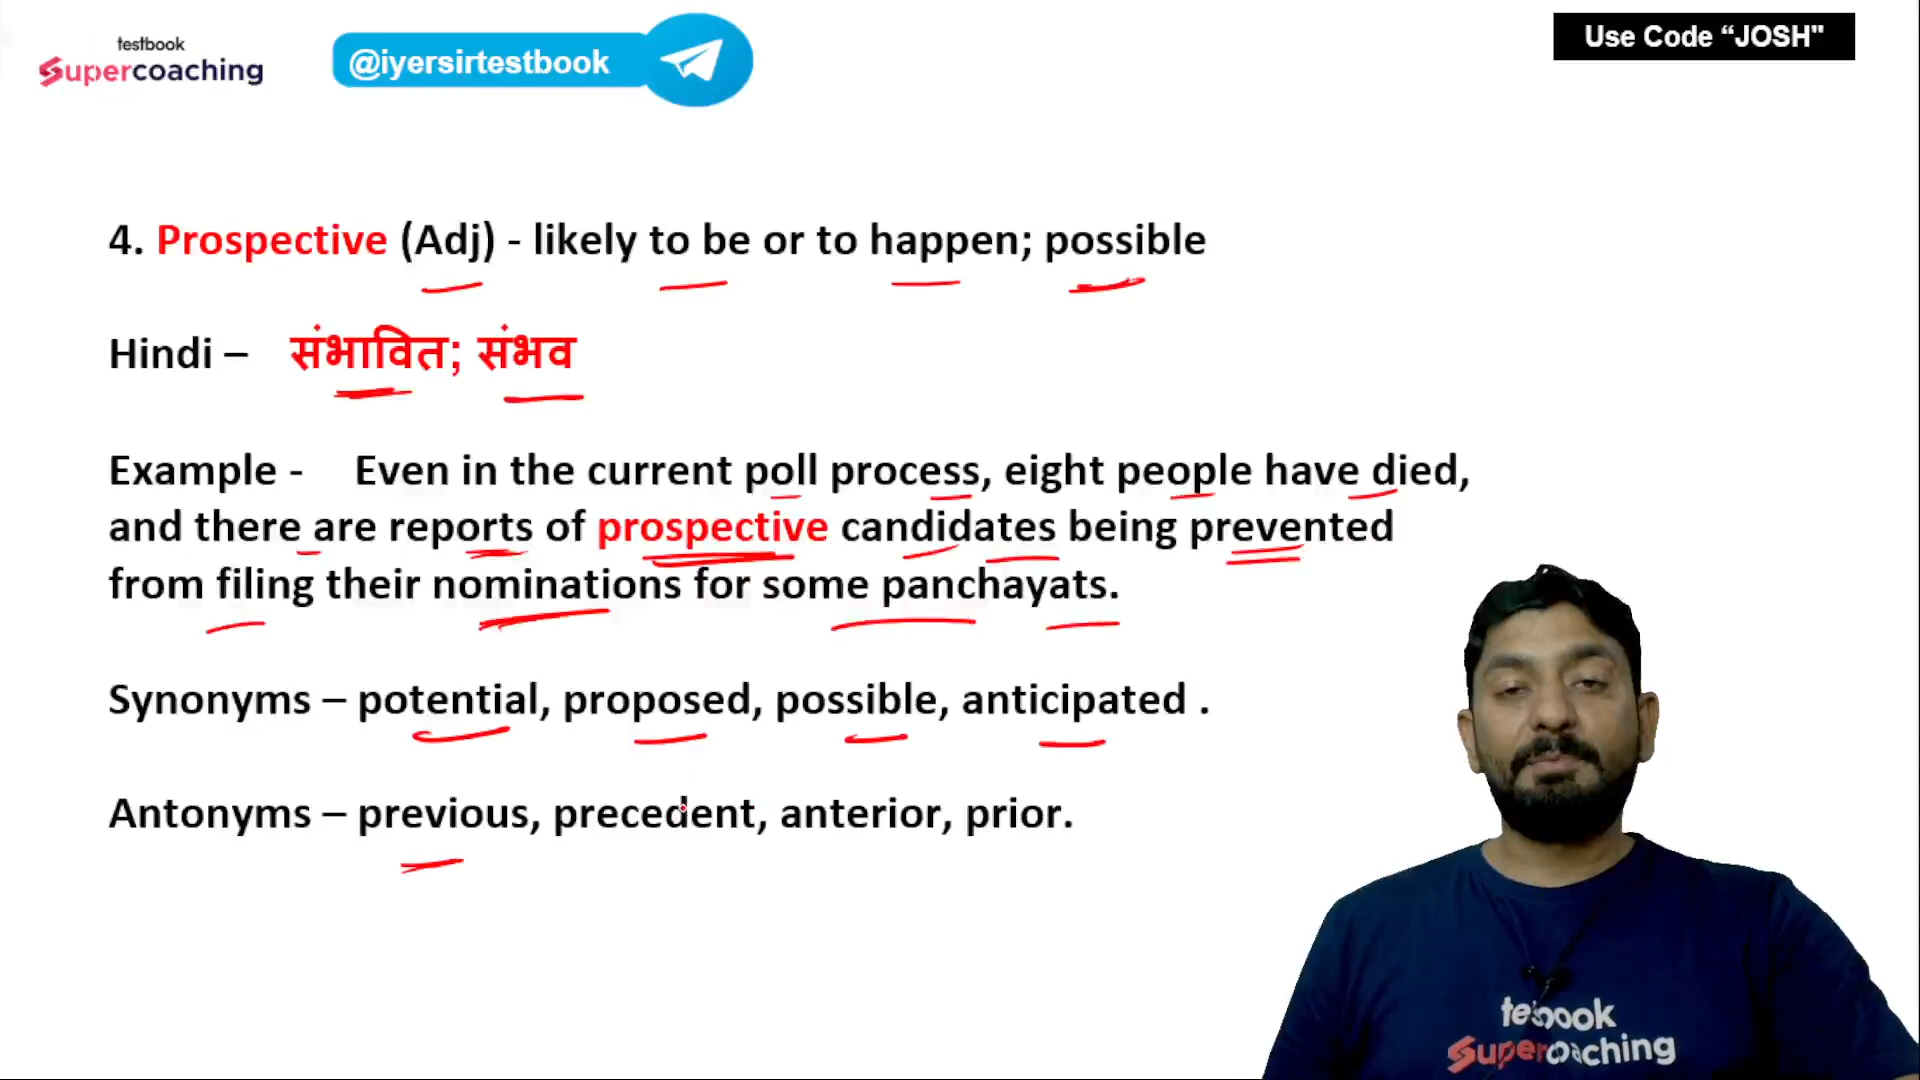 testbook
Supercoaching
@iyersirtestbook
Use Code “JOSH"
4. Prospective (Adj) - likely to be or to happen; possible
Hindi – संभावित; संभव
Example - Even in the current poll process, eight people have died,
and there are reports of prospective candidates being prevented
from filing their nominations for some panchayats.
Synonyms – potential, proposed, possible, anticipated .
Antonyms – previous, precedent, anterior, prior.
testbook
Supercoaching